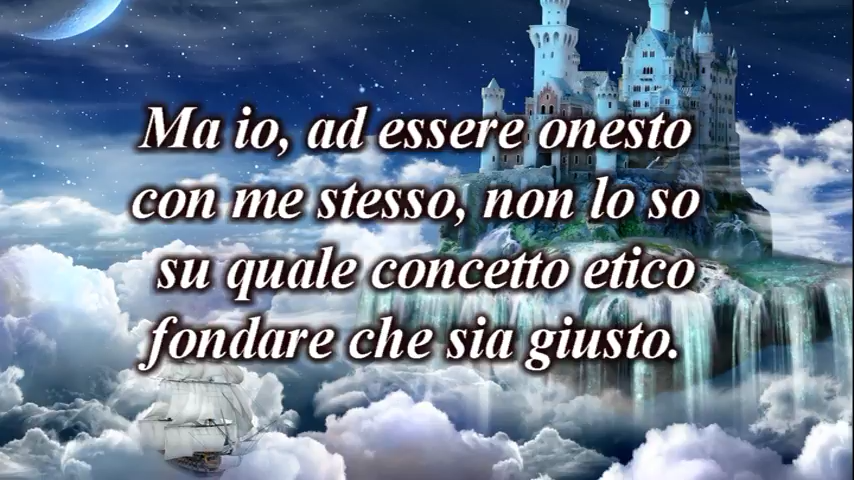 Ma io, ad essere onesto
con me stesso, non lo so
su quale concetto etico
fondare che sia giusto.